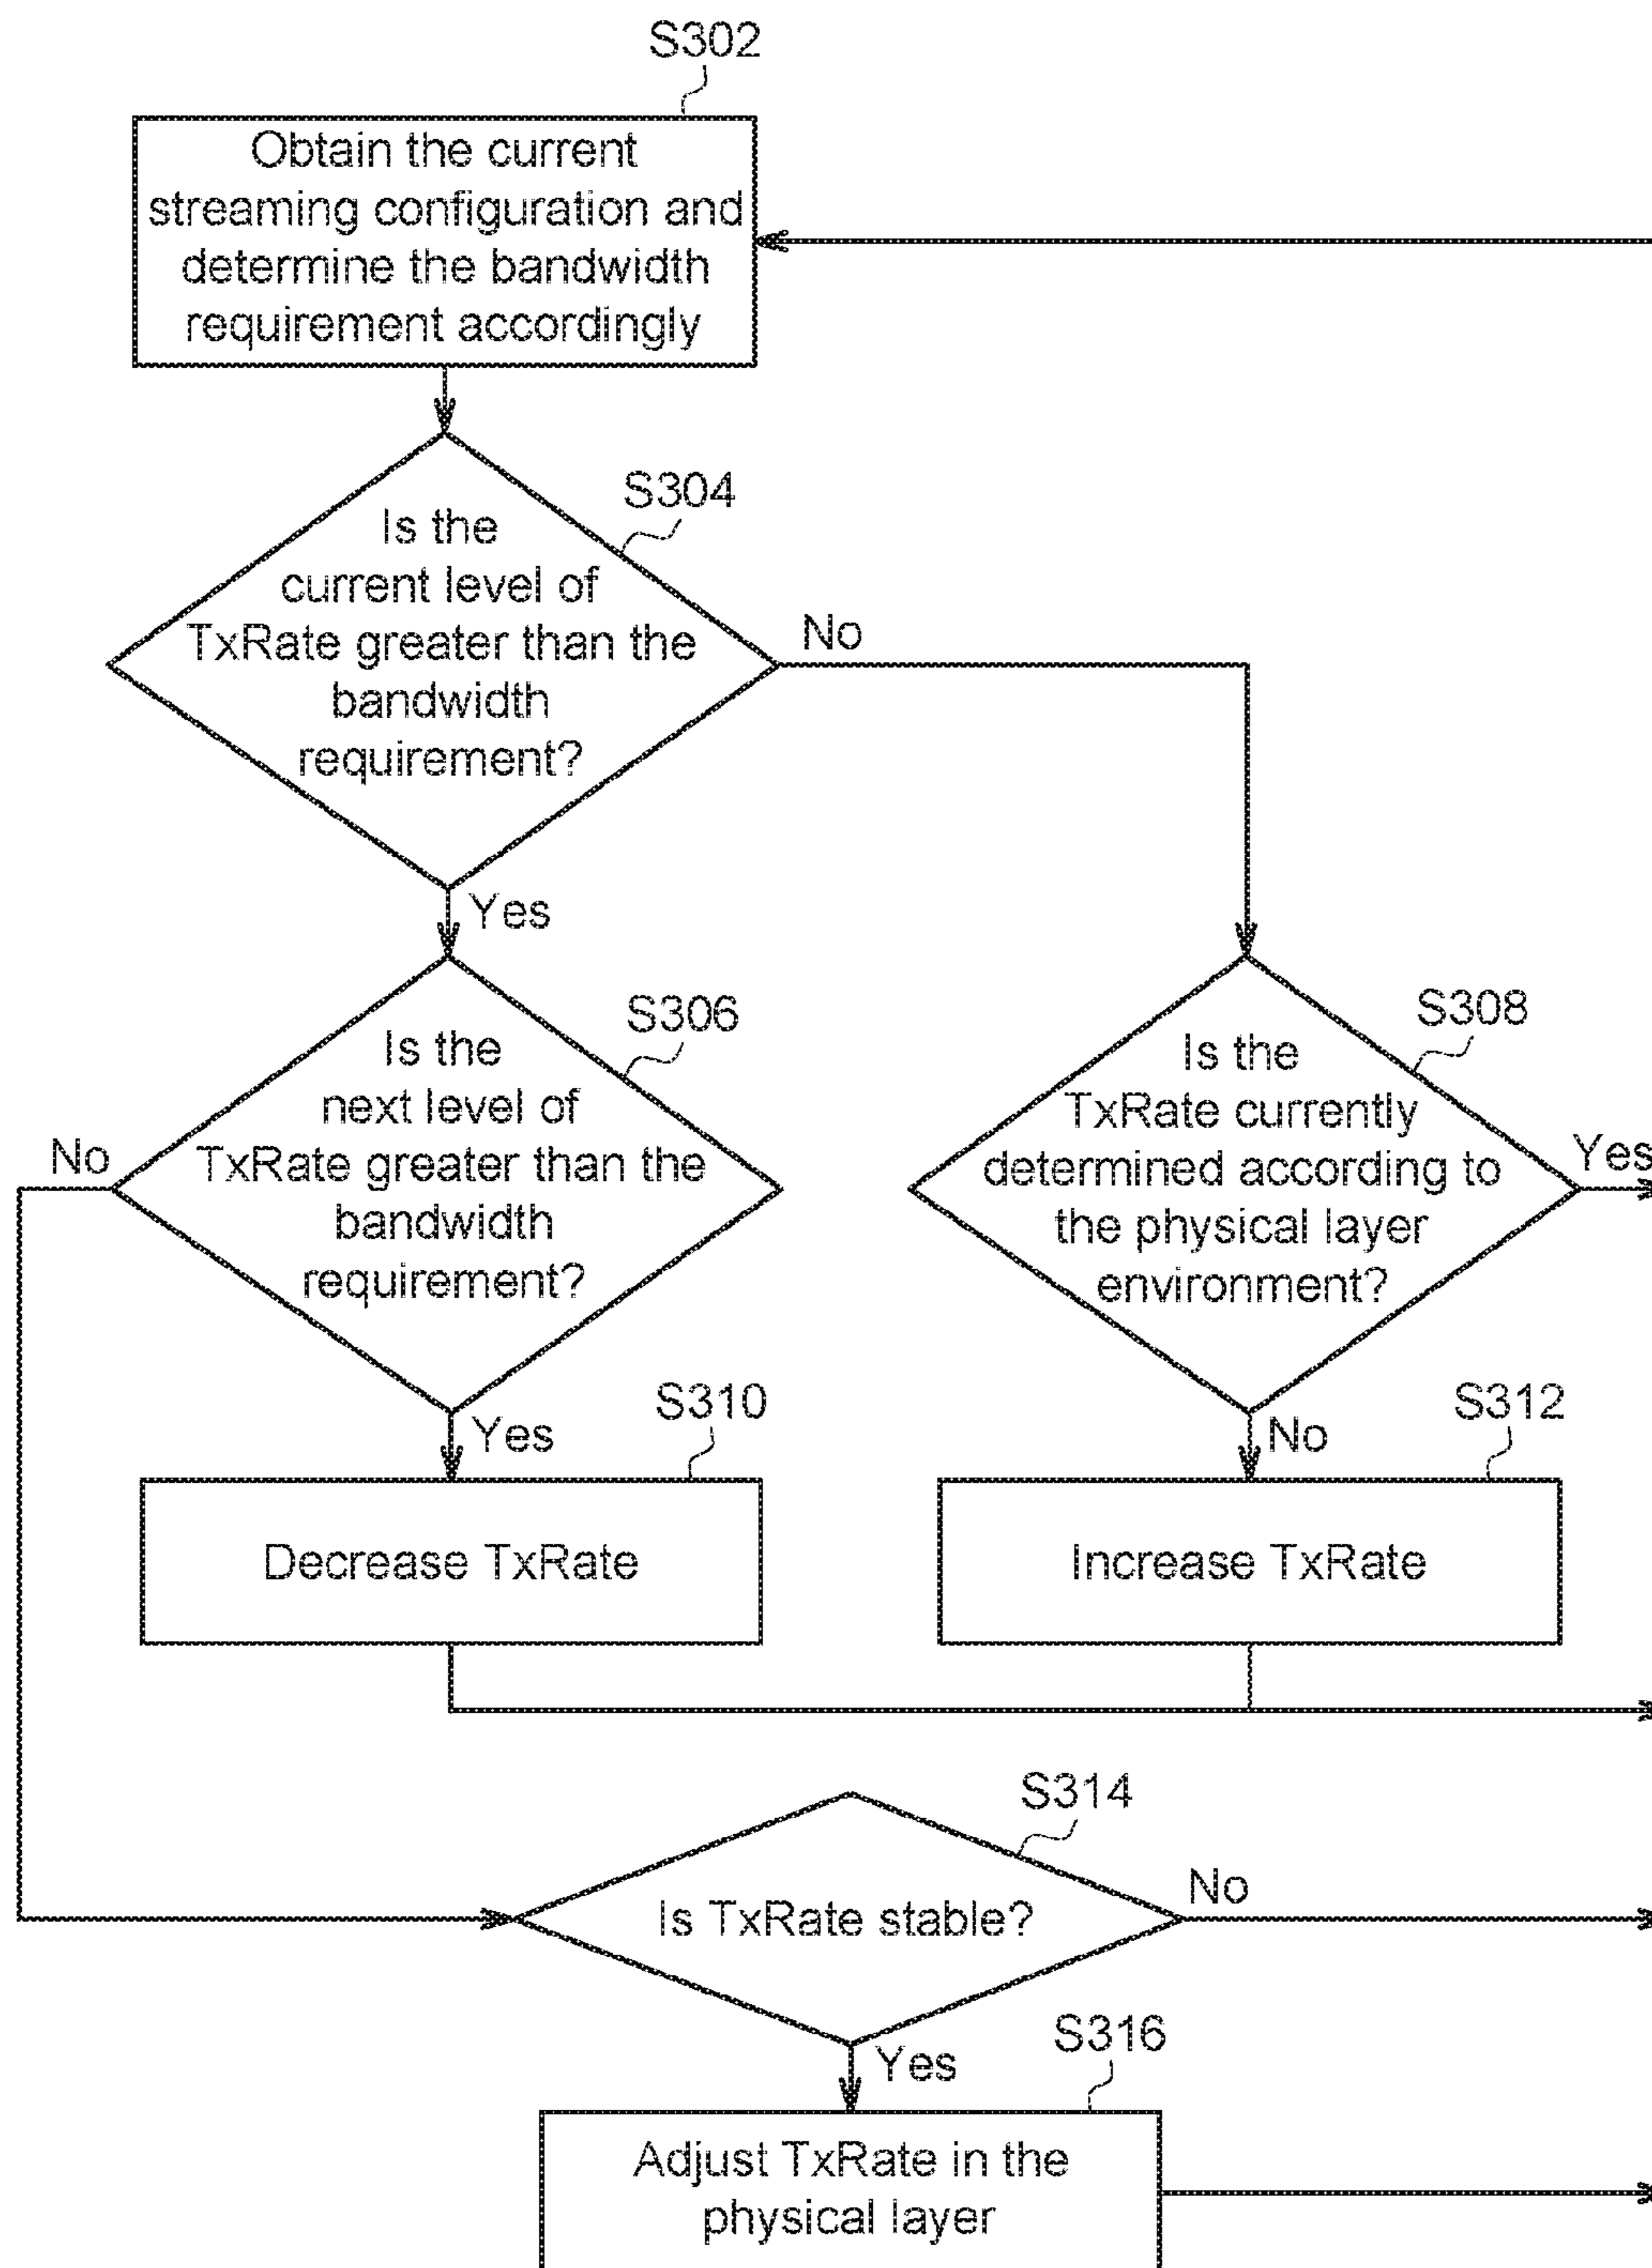 S302
Obtain the current
streaming configuration and
determine the bandwidth
requirement accordingly
S304
Is the
current level of
TxRate greater than the
bandwidth
requirement?
No
Yes
S306
Is the
next level of
TxRate greater than the
bandwidth
requirement?
No
Yes
S308
Is the
TxRate currently
determined according to
the physical layer
environment?
Yes
No
S310
Decrease TxRate
S312
Increase TxRate
S314
Is TxRate stable?
No
Yes
S316
Adjust TxRate in the
physical layer